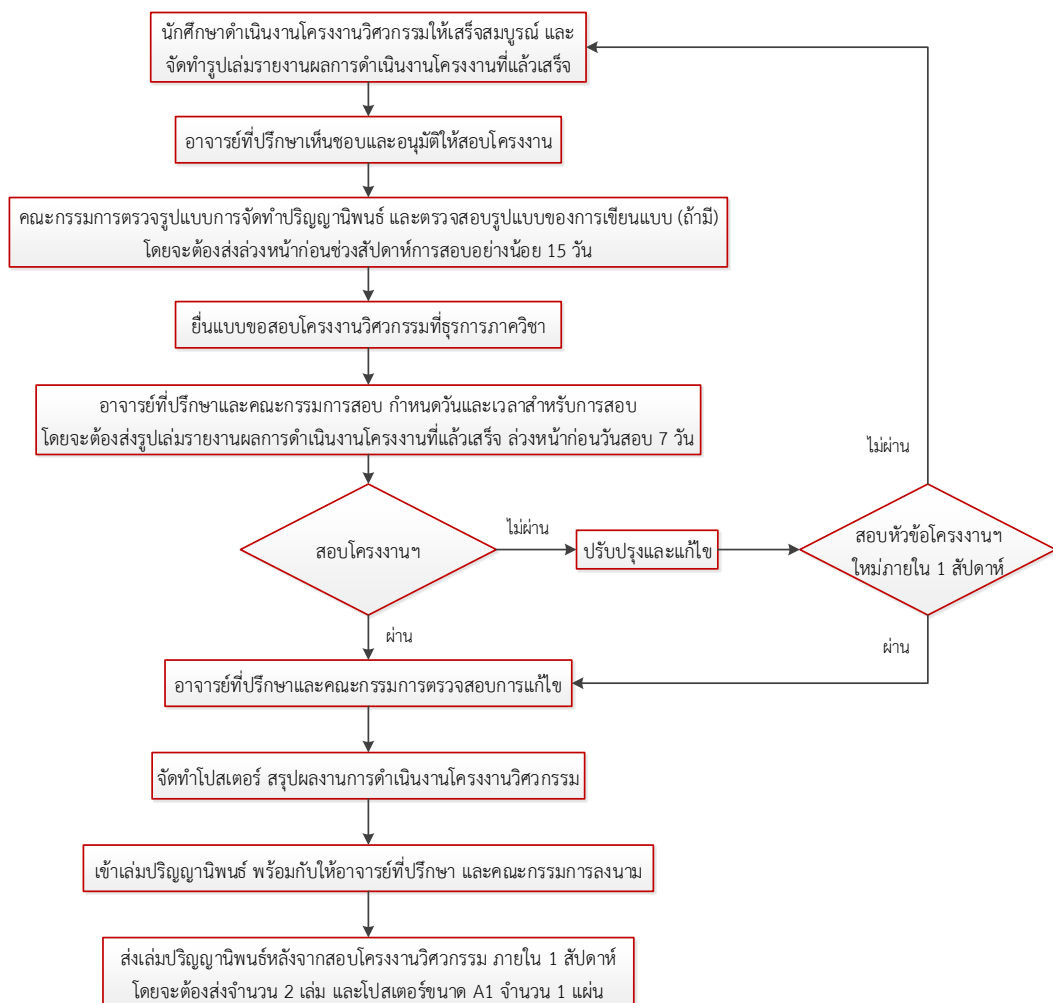 นักศึกษาดำเนินงานโครงงานวิศวกรรมให้เสร็จสมบูรณ์ และ
จัดทำรูปเล่มรายงานผลการดำเนินงานโครงงานที่แล้วเสร็จ
อาจารย์ที่ปรึกษาเห็นชอบและอนุมัติให้สอบโครงงาน
คณะกรรมการตรวจรูปแบบการจัดทำปริญญานิพนธ์ และตรวจสอบรูปแบบของการเขียนแบบ (ถ้ามี)
โดยจะต้องส่งล่วงหน้าก่อนช่วงสัปดาห์การสอบอย่างน้อย 15 วัน
ยื่นแบบขอสอบโครงงานวิศวกรรมที่ธุรการภาควิชา
อาจารย์ที่ปรึกษาและคณะกรรมการสอบ กำหนดวันและเวลาสำหรับการสอบ
โดยจะต้องส่งรูปเล่มรายงานผลการดำเนินงานโครงงานที่แล้วเสร็จ ล่วงหน้าก่อนวันสอบ 7 วัน
สอบโครงงานฯ
ไม่ผ่าน
ปรับปรุงและแก้ไข
สอบหัวข้อโครงงานฯ
ใหม่ภายใน 1 สัปดาห์
ไม่ผ่าน
ผ่าน
ผ่าน
อาจารย์ที่ปรึกษาและคณะกรรมการตรวจสอบการแก้ไข
จัดทำโปสเตอร์ สรุปผลงานการดำเนินงานโครงงานวิศวกรรม
เข้าเล่มปริญญานิพนธ์ พร้อมกับให้อาจารย์ที่ปรึกษา และคณะกรรมการลงนาม
ส่งเล่มปริญญานิพนธ์หลังจากสอบโครงงานวิศวกรรม ภายใน 1 สัปดาห์
โดยจะต้องส่งจำนวน 2 เล่ม และโปสเตอร์ขนาด A1 จำนวน 1 แผ่น